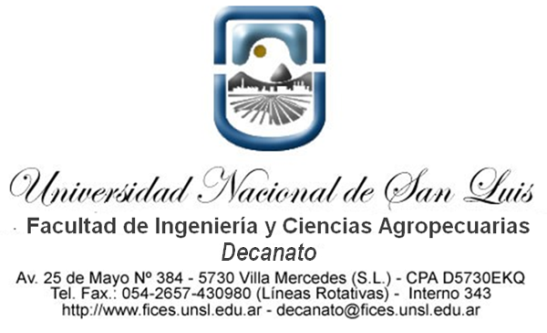 Universidad Nacional de San Luis
Facultad de Ingeniería y Ciencias Agropecuarias
Decanato
Av. 25 de Mayo Nº 384 - 5730 Villa Mercedes (S.L.) - CPA D5730EKQ
Tel. Fax.: 054-2657-430980 (Líneas Rotativas) - Interno 343
http://www.fices.unsl.edu.ar - decanato@fices.unsl.edu.ar